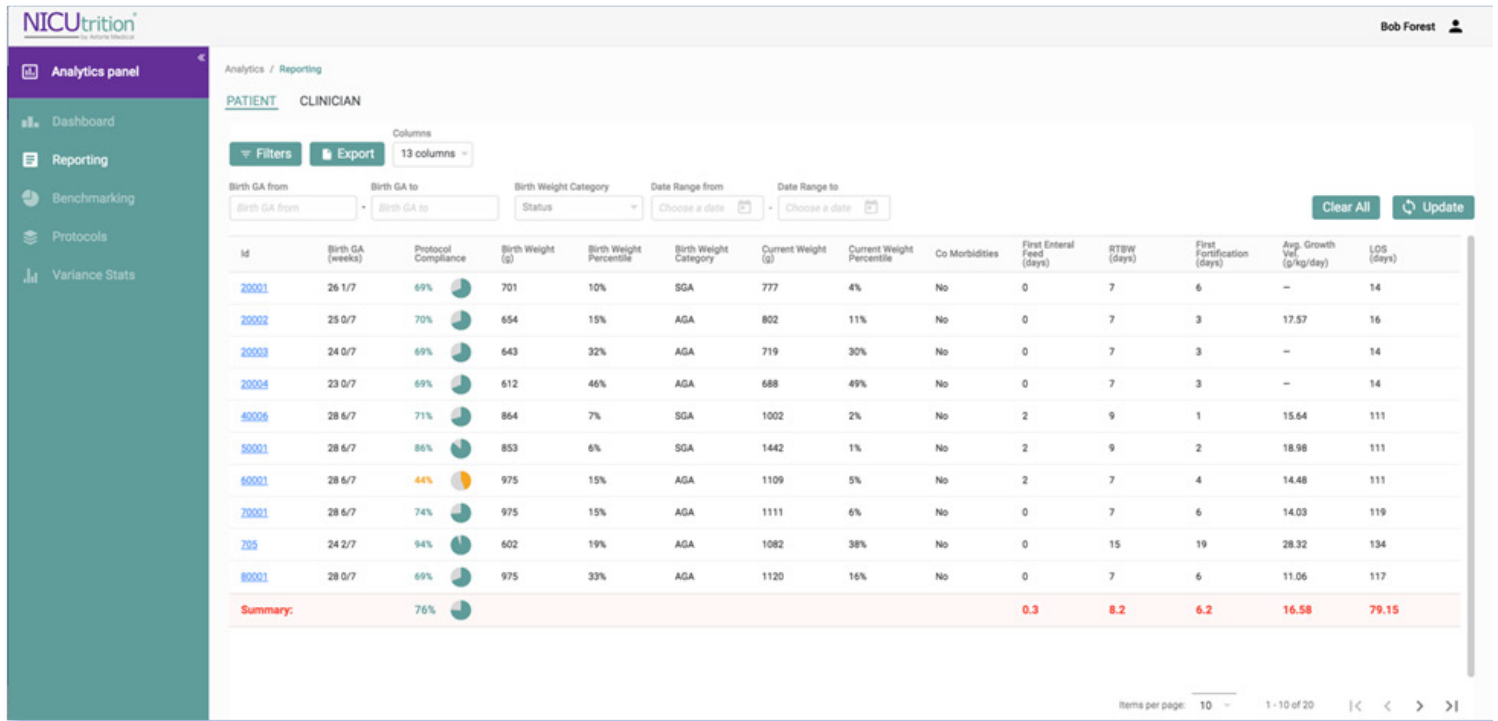 NICUtrition®
by Astarte Medical
Bob Forest
Analytics panel
«
Dashboard
Reporting
Benchmarking
Protocols
Variance Stats
Analytics / Reporting
PATIENT CLINICIAN
Columns
Filters Export 13 columns
Birth GA from Birth GA to Birth Weight Category Date Range from Date Range to
Birth GA from - Birth GA to Status Choose a date - Choose a date Clear All Update
Id Birth GA (weeks) Protocol Compliance Birth Weight (g) Birth Weight Percentile Birth Weight Category Current Weight (g) Current Weight Percentile Co Morbidities First Enteral Feed (days) RTBW (days) First Fortification (days) Avg. Growth Vel. (g/kg/day) LOS (days)
20001 26 1/7 69% 701 10% SGA 777 4% No 0 7 6 – 14
20002 25 0/7 70% 654 15% AGA 802 11% No 0 7 3 17.57 16
20003 24 0/7 69% 643 32% AGA 719 30% No 0 7 3 – 14
20004 23 0/7 69% 612 46% AGA 688 49% No 0 7 3 – 14
40006 28 6/7 71% 864 7% SGA 1002 2% No 2 9 1 15.64 111
50001 28 6/7 86% 853 6% SGA 1442 1% No 2 9 2 18.98 111
60001 28 6/7 44% 975 15% AGA 1109 5% No 2 7 4 14.48 111
70001 28 6/7 74% 975 15% AGA 1111 6% No 0 7 6 14.03 119
705 24 2/7 94% 602 19% AGA 1082 38% No 0 15 19 28.32 134
80001 28 0/7 69% 975 33% AGA 1120 16% No 0 7 6 11.06 117
Summary: 76% 0.3 8.2 6.2 16.58 79.15
Items per page: 10 1 - 10 of 20 |< < > >|